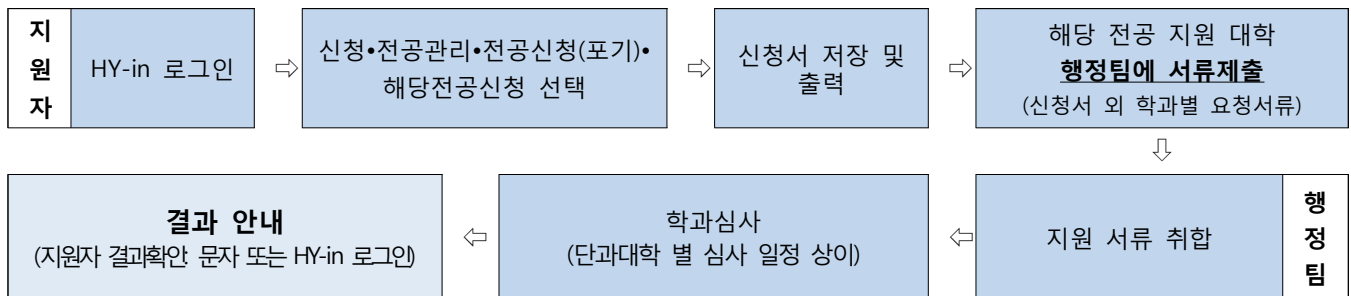 지
원
자
HY-in 로그인
⇨
신청•전공관리•전공신청(포기)•
해당전공신청 선택
⇨
신청서 저장 및
출력
⇨
해당 전공 지원 대학
행정팀에 서류제출
(신청서 외 학과별 요청서류)
⇩
결과 안내
(지원자 결과확인: 문자 또는 HY-in 로그인)
⇦
학과심사
(단과대학 별 심사 일정 상이)
⇦
지원 서류 취합
행
정
팀